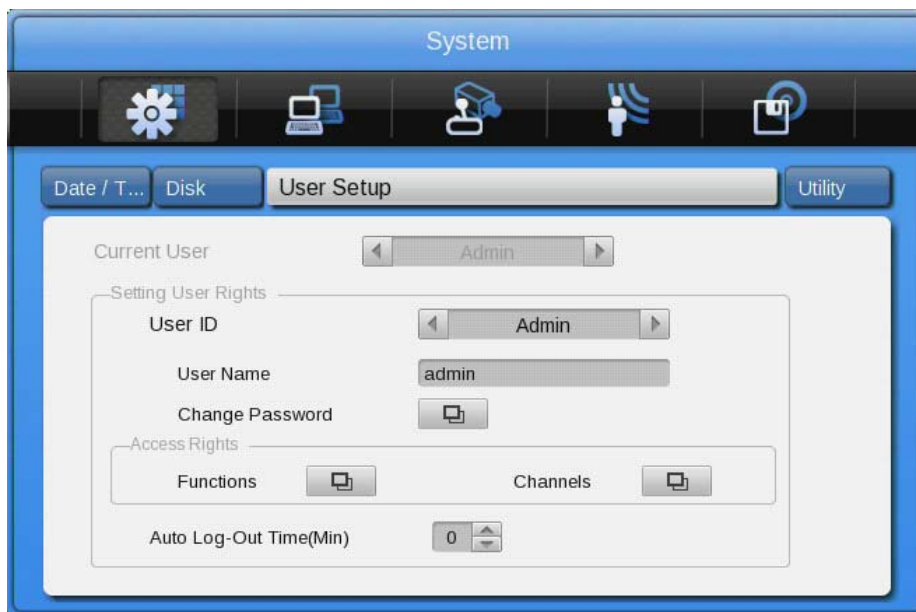 System
Date / T... Disk User Setup Utility
Current User Admin
Setting User Rights
User ID Admin
User Name admin
Change Password
Access Rights
Functions Channels
Auto Log-Out Time(Min) 0